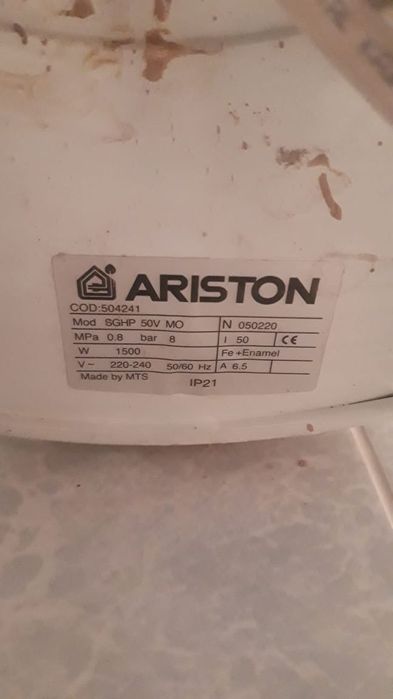 ARISTON
COD:504241
Mod SGHP 50V MO N 050220
MPa 0.8 bar 8 l 50 CE
W 1500 Fe+Enamel
V~ 220-240 50/60 Hz A 6.5
Made by MTS IP21